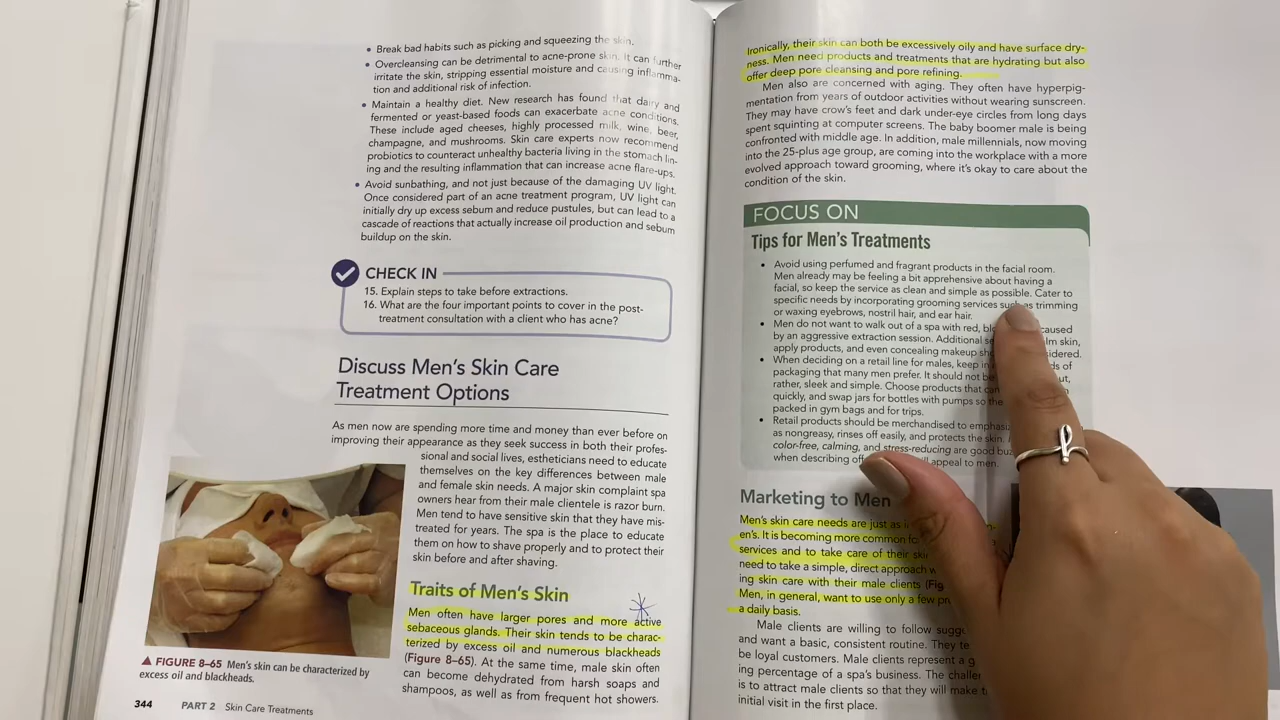 • Break bad habits such as picking and squeezing the skin.
• Overcleansing can be detrimental to acne-prone skin. It can further
irritate the skin, stripping essential moisture and causing inflamma-
tion and additional risk of infection.
• Maintain a healthy diet. New research has found that dairy and
fermented or yeast-based foods can exacerbate acne conditions.
These include aged cheeses, highly processed milk, wine, beer,
champagne, and mushrooms. Skin care experts now recommend
probiotics to counteract unhealthy bacteria living in the stomach lin-
ing and the resulting inflammation that can increase acne flare-ups.
• Avoid sunbathing, and not just because of the damaging UV light.
Once considered part of an acne treatment program, UV light can
initially dry up excess sebum and reduce pustules, but can lead to a
cascade of reactions that actually increase oil production and sebum
buildup on the skin.
CHECK IN
15. Explain steps to take before extractions.
16. What are the four important points to cover in the post-
treatment consultation with a client who has acne?
Discuss Men's Skin Care
Treatment Options
As men now are spending more time and money than ever before on
improving their appearance as they seek success in both their profes-
sional and social lives, estheticians need to educate
themselves on the key differences between male
and female skin needs. A major skin complaint spa
owners hear from their male clientele is razor burn.
Men tend to have sensitive skin that they have mis-
treated for years. The spa is the place to educate
them on how to shave properly and to protect their
skin before and after shaving.
Traits of Men's Skin
Men often have larger pores and more active
sebaceous glands. Their skin tends to be charac-
terized by excess oil and numerous blackheads
(Figure 8–65). At the same time, male skin often
can become dehydrated from harsh soaps and
shampoos, as well as from frequent hot showers.
▲ FIGURE 8–65 Men's skin can be characterized by
excess oil and blackheads.
344 PART 2 Skin Care Treatments
Ironically, their skin can both be excessively oily and have surface dry-
ness. Men need products and treatments that are hydrating but also
offer deep pore cleansing and pore refining.
Men also are concerned with aging. They often have hyperpig-
mentation from years of outdoor activities without wearing sunscreen.
They may have crow's feet and dark under-eye circles from long days
spent squinting at computer screens. The baby boomer male is being
confronted with middle age. In addition, male millennials, now moving
into the 25-plus age group, are coming into the workplace with a more
evolved approach toward grooming, where it's okay to care about the
condition of the skin.
FOCUS ON
Tips for Men's Treatments
• Avoid using perfumed and fragrant products in the facial room.
Men already may be feeling a bit apprehensive about having a
facial, so keep the service as clean and simple as possible. Cater to
specific needs by incorporating grooming services such as trimming
or waxing eyebrows, nostril hair, and ear hair.
• Men do not want to walk out of a spa with red, caused
by an aggressive extraction session. Additional skin,
apply products, and even concealing makeup
• When deciding on a retail line for males, keep in of
packaging that many men prefer. It should not be
rather, sleek and simple. Choose products that can
quickly, and swap jars for bottles with pumps so
packed in gym bags and for trips.
• Retail products should be merchandised to
as nongreasy, rinses off easily, and protects the skin.
color-free, calming, and stress-reducing are good
when describing appeal to men.
Marketing to Men
Men's skin care needs are just as
en's. It is becoming more common
services and to take care of their
need to take a simple, direct approach
ing skin care with their male clients
Men, in general, want to use only a few
a daily basis.
Male clients are willing to follow
and want a basic, consistent routine. They
be loyal customers. Male clients represent a
ing percentage of a spa's business. The
is to attract male clients so that they will make
initial visit in the first place.